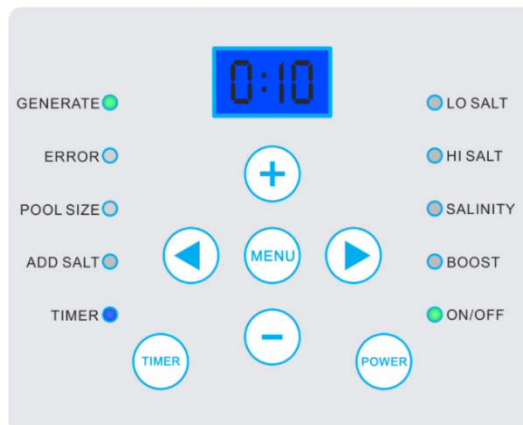 0:10
GENERATE
LO SALT
ERROR
HI SALT
+
POOL SIZE
SALINITY
ADD SALT
MENU
BOOST
TIMER
ON/OFF
−
TIMER
POWER